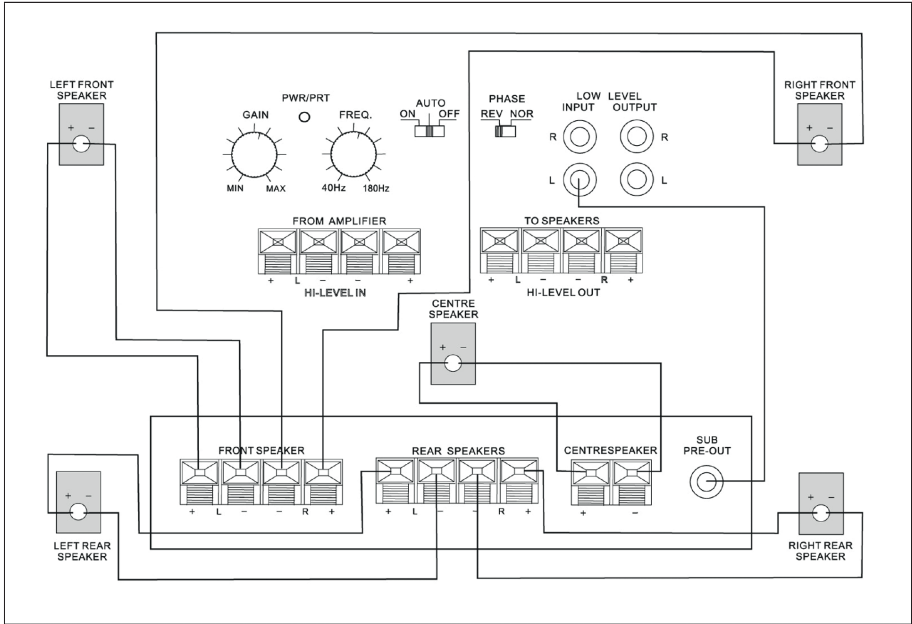 LEFT FRONT
SPEAKER
+ −
PWR/PRT
GAIN
FREQ.
MIN MAX
40Hz 180Hz
AUTO
ON OFF
PHASE
REV NOR
LOW LEVEL
INPUT OUTPUT
R R
L L
RIGHT FRONT
SPEAKER
+ −
FROM AMPLIFIER
+ L − − +
HI-LEVEL IN
TO SPEAKERS
+ L − − R +
HI-LEVEL OUT
CENTRE
SPEAKER
+ −
FRONT SPEAKER
+ L − − R +
REAR SPEAKERS
+ L − − R +
CENTRESPEAKER
+ −
SUB
PRE-OUT
+ −
LEFT REAR
SPEAKER
+ −
RIGHT REAR
SPEAKER